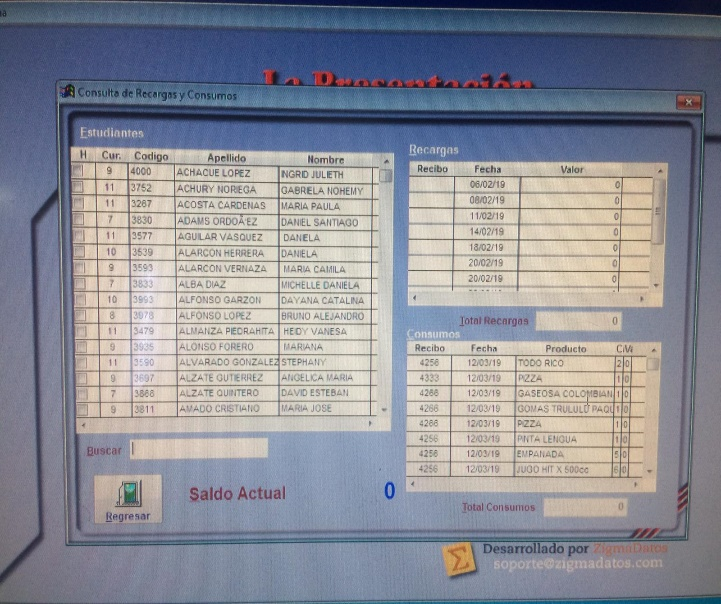 La Presentación
Consulta de Recargas y Consumos
Estudiantes
H Cur. Codigo Apellido Nombre
9 4000 ACHACUE LOPEZ INGRID JULIETH
11 3752 ACHURY NORIEGA GABRIELA NOHEMY
11 3267 ACOSTA CARDENAS MARIA PAULA
7 3830 ADAMS ORDOÃ‘EZ DANIEL SANTIAGO
11 3577 AGUILAR VASQUEZ DANIELA
10 3539 ALARCON HERRERA DANIELA
9 3593 ALARCON VERNAZA MARIA CAMILA
7 3833 ALBA DIAZ MICHELLE DANIELA
10 3993 ALFONSO GARZON DAYANA CATALINA
8 3978 ALFONSO LOPEZ BRUNO ALEJANDRO
11 3479 ALMANZA PIEDRAHITA HEIDY VANESA
9 3935 ALONSO FORERO MARIANA
11 3590 ALVARADO GONZALEZ STEPHANY
9 3697 ALZATE GUTIERREZ ANGELICA MARIA
7 3868 ALZATE QUINTERO DAVID ESTEBAN
9 3811 AMADO CRISTIANO MARIA JOSE
Buscar
Regresar
Saldo Actual 0
Recargas
Recibo Fecha Valor
06/02/19 0
08/02/19 0
11/02/19 0
14/02/19 0
18/02/19 0
20/02/19 0
20/02/19 0
Total Recargas 0
Consumos
Recibo Fecha Producto C Vi
4256 12/03/19 TODO RICO 2 0
4333 12/03/19 PIZZA 1 0
4266 12/03/19 GASEOSA COLOMBIAN 1 0
4266 12/03/19 GOMAS TRULULÚ PAQ 1 0
4266 12/03/19 PIZZA 1 0
4256 12/03/19 PINTA LENGUA 1 0
4256 12/03/19 EMPANADA 5 0
4256 12/03/19 JUGO HIT X 500cc 6 0
Total Consumos 0
Desarrollado por ZigmaDatos
soporte@zigmadatos.com